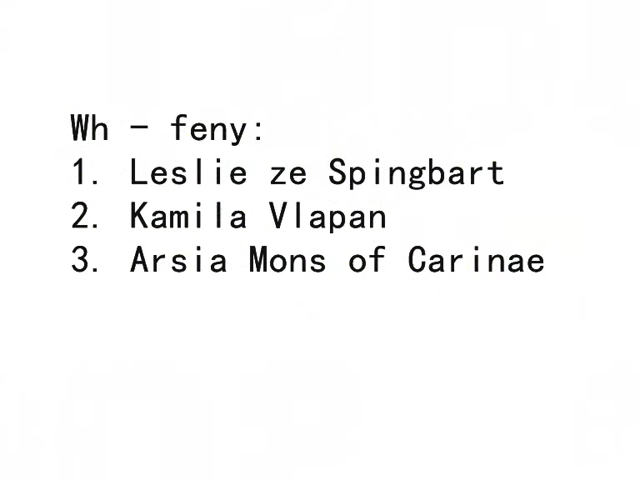 Wh - feny:
1. Leslie ze Spingbart
2. Kamila Vlapan
3. Arsia Mons of Carinae